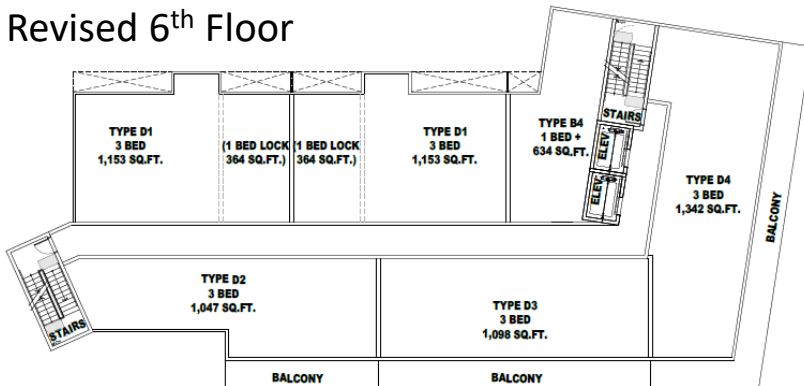 Revised 6th Floor
TYPE D1
3 BED
1,153 SQ.FT.
(1 BED LOCK
364 SQ.FT.)
(1 BED LOCK
364 SQ.FT.)
TYPE D1
3 BED
1,153 SQ.FT.
TYPE B4
1 BED +
634 SQ.FT.
STAIRS
ELEV.
ELEV.
TYPE D4
3 BED
1,342 SQ.FT.
BALCONY
STAIRS
TYPE D2
3 BED
1,047 SQ.FT.
TYPE D3
3 BED
1,098 SQ.FT.
BALCONY
BALCONY